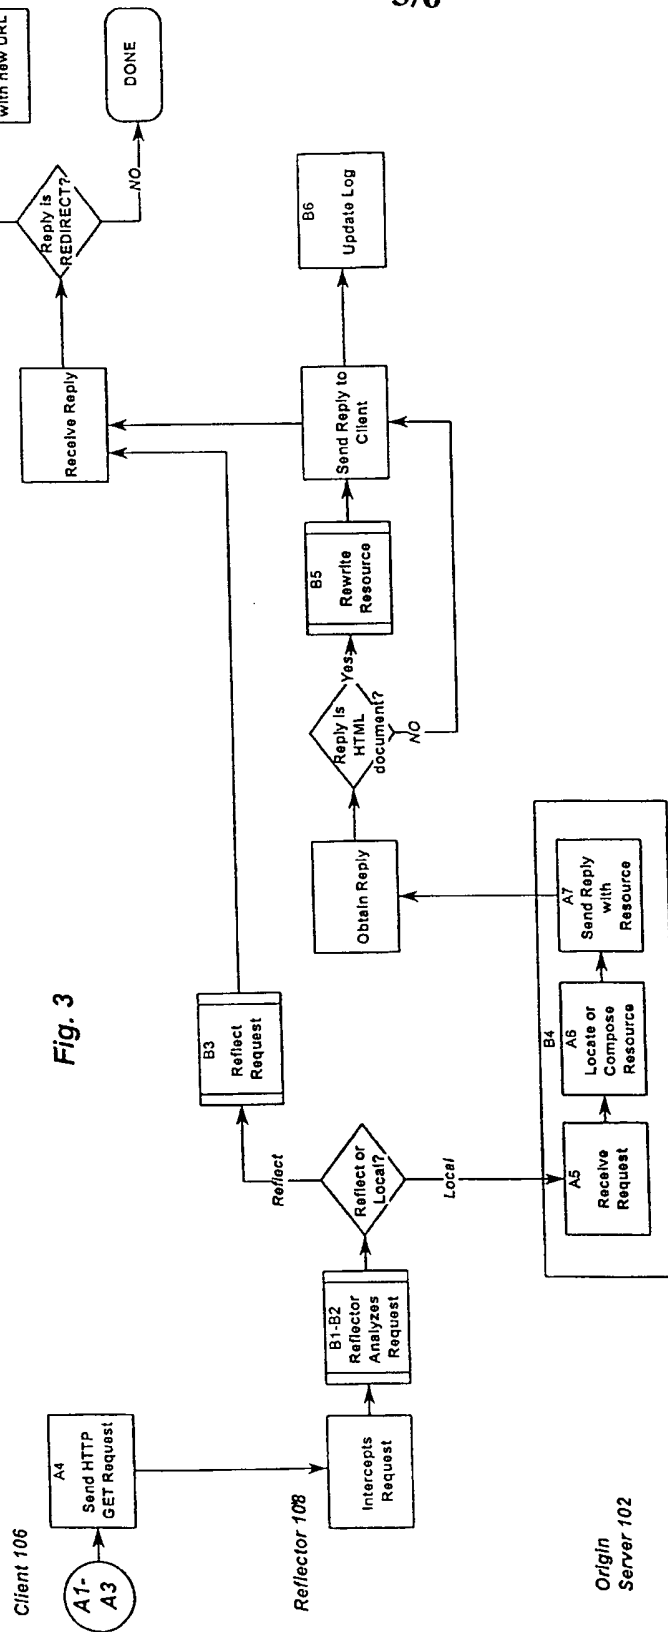 3/6
with new URL
DONE
Reply is
REDIRECT?
NO
Receive Reply
B6
Update Log
Send Reply to
Client
B5
Rewrite
Resource
Yes
Reply is
HTML
document?
NO
Obtain Reply
A7
Send Reply
with
Resource
Fig. 3
B3
Reflect
Request
B4
A6
Locate or
Compose
Resource
Reflect
Reflect or
Local?
Local
A5
Receive
Request
B1-B2
Reflector
Analyzes
Request
A4
Send HTTP
GET Request
Intercepts
Request
Client 106
A1-
A3
Reflector 108
Origin
Server 102